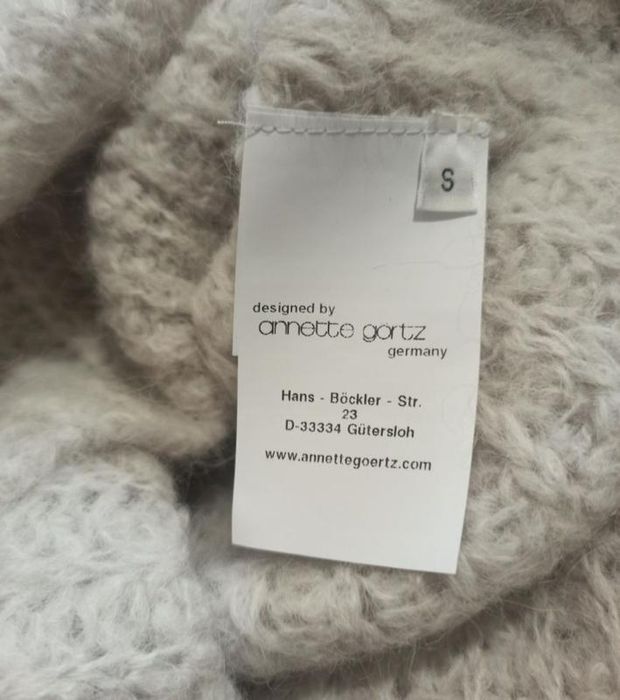 S
designed by
annette görtz
germany
Hans - Böckler - Str.
23
D-33334 Gütersloh
www.annettegoertz.com